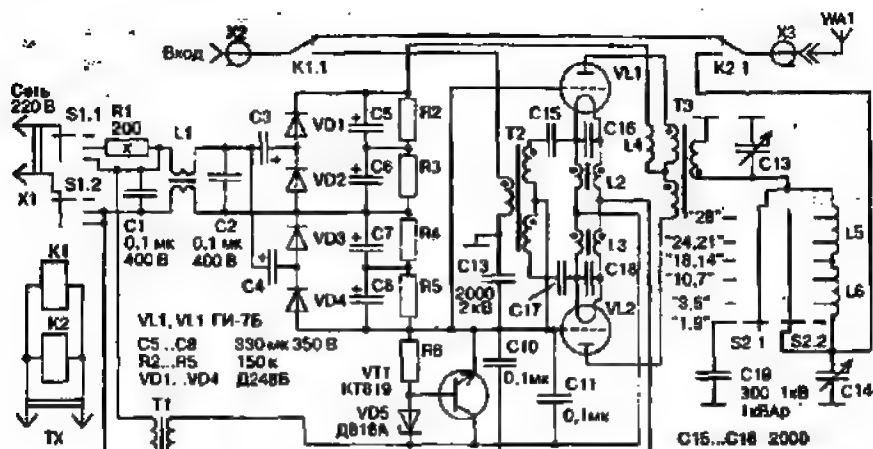 X2
Вход
K1.1
X3
WA1
K2.1
Сеть
220 В
S1.1
R1
200
L1
C3
VD1
C5
R2
VL1
C15
C16
T2
T3
L4
C13
VD2
C6
R3
L2
X1
S1.2
C1
0,1 мк
400 В
C2
0,1 мк
400 В
VD3
C7
R4
L3
"28"
"24,21"
"18,14"
"10,7"
"3,5"
"1,9"
L5
L6
C4
VD4
C8
R5
C13
2000
2 кВ
C17
C18
VL2
S2.1
S2.2
K1
K2
TX
VL1, VL1 ГИ-7Б
C5...C8 330 мк 350 В
R2...R5 150 к
VD1...VD4 Д248Б
T1
R6
VT1
КТ819
VD5
Д818А
C10
0,1мк
C11
0,1мк
C19
300 1кВ
1кВАр
C14
C15...C18 2000